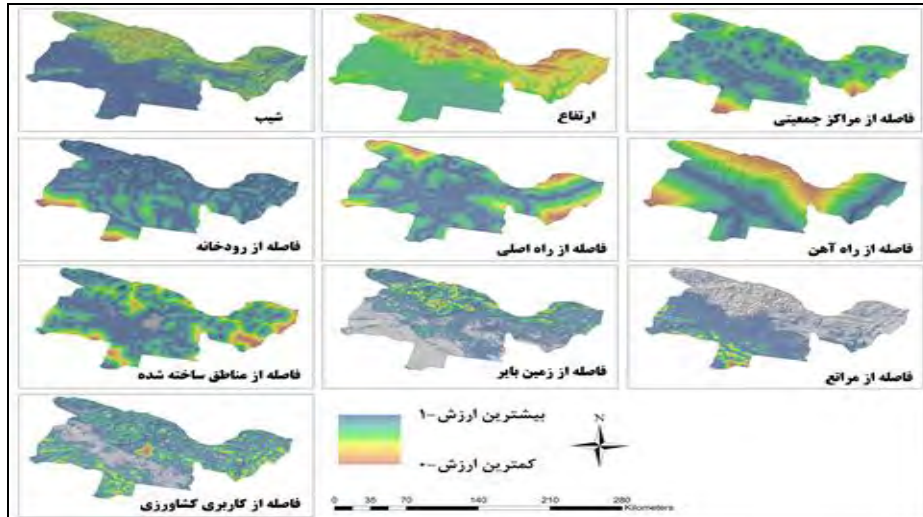 شیب
ارتفاع
فاصله از مراکز جمعیتی
فاصله از رودخانه
فاصله از راه اصلی
فاصله از راه آهن
فاصله از مناطق ساخته شده
فاصله از زمین بایر
فاصله از مراتع
فاصله از کاربری کشاورزی
بیشترین ارزش-۱
کمترین ارزش-۰
N
0 35 70 140 210 280
Kilometers